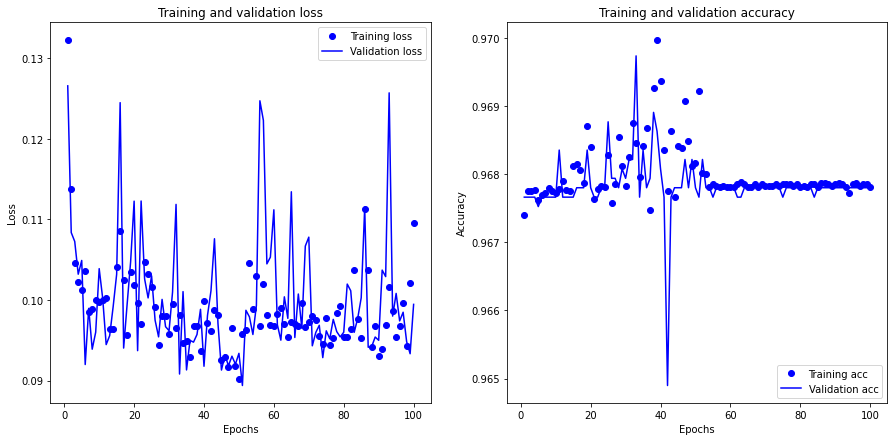 Training and validation loss
Training loss
Validation loss
0.13
0.12
0.11
0.10
0.09
Loss
0 20 40 60 80 100
Epochs
Training and validation accuracy
0.970
0.969
0.968
0.967
0.966
0.965
Accuracy
Training acc
Validation acc
0 20 40 60 80 100
Epochs